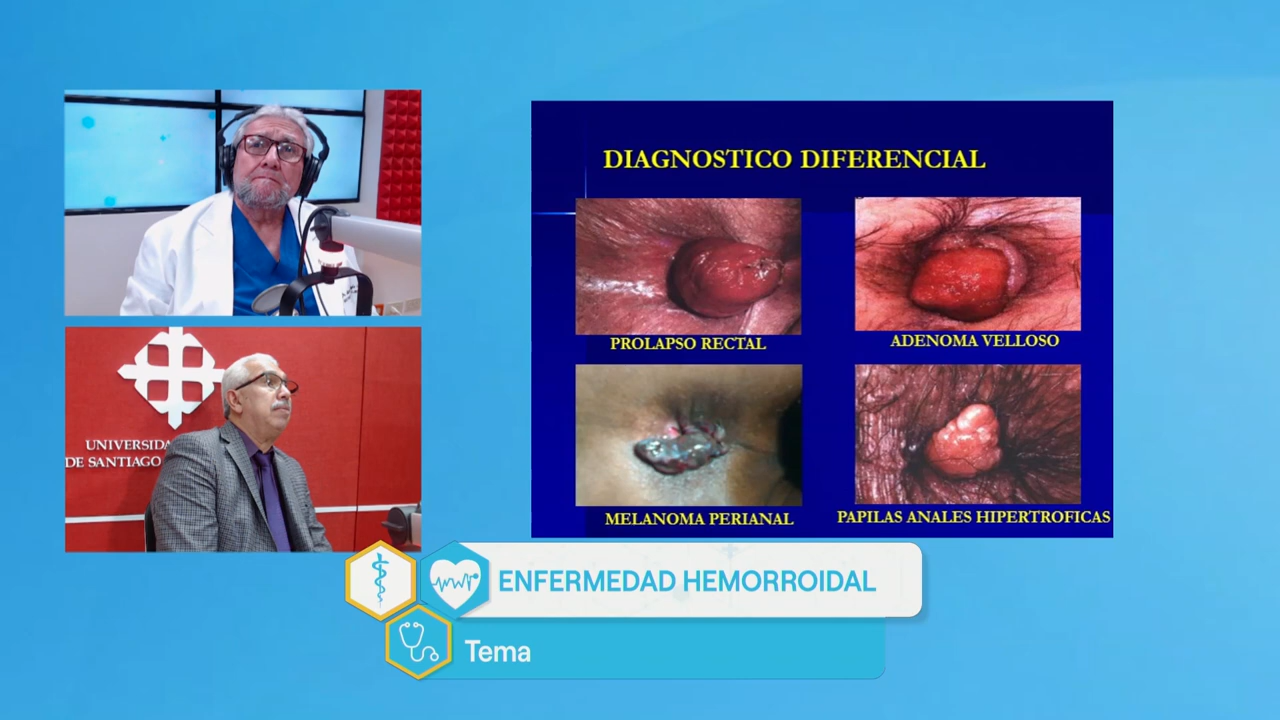 DIAGNOSTICO DIFERENCIAL
PROLAPSO RECTAL
ADENOMA VELLOSO
MELANOMA PERIANAL
PAPILAS ANALES HIPERTROFICAS
UNIVERSIDA
DE SANTIAGO
ENFERMEDAD HEMORROIDAL
Tema